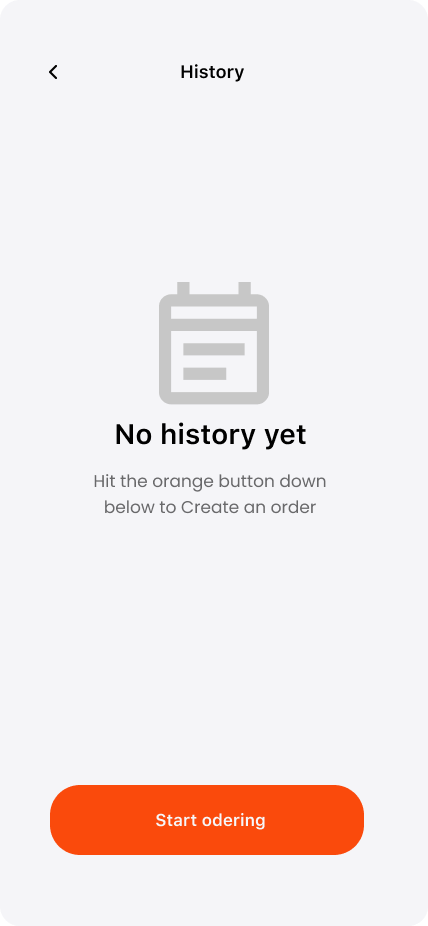 History
No history yet
Hit the orange button down
below to Create an order
Start odering